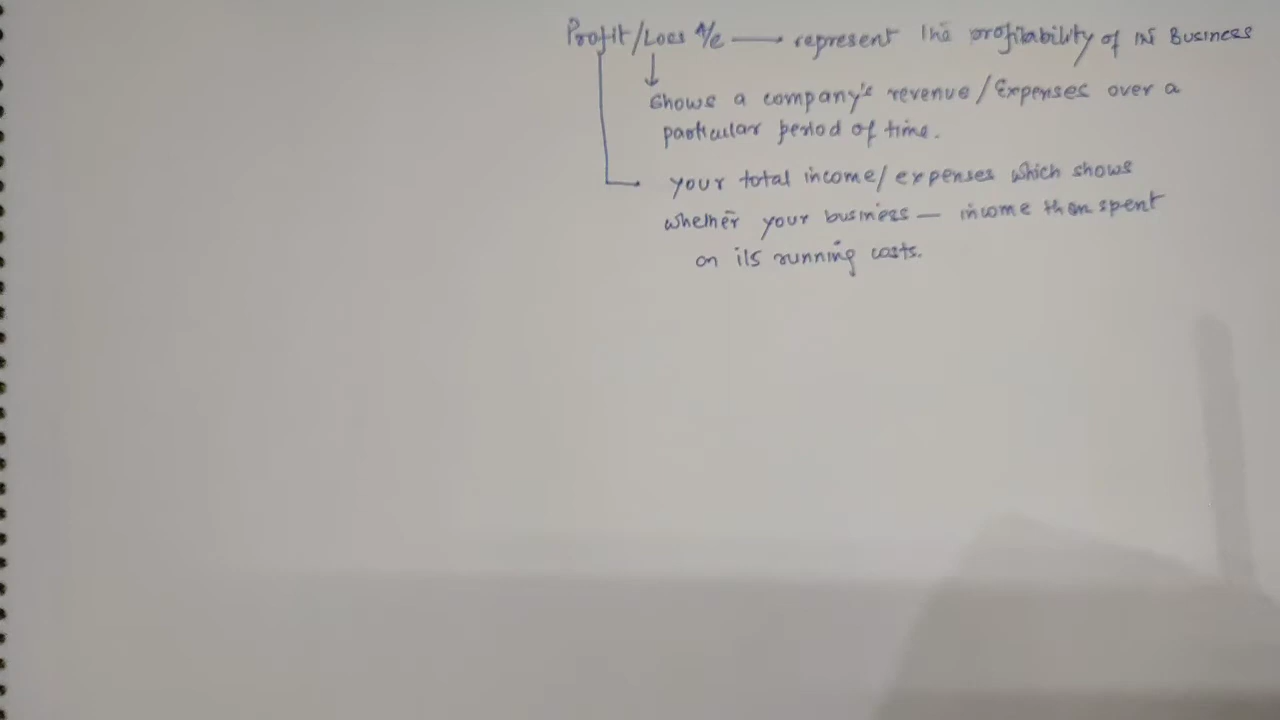 Profit/Loss A/c → represent the profitability of the Business
shows a company's revenue/Expenses over a
particular period of time.
your total income/expenses which shows
whether your business — income than spent
on its running costs.